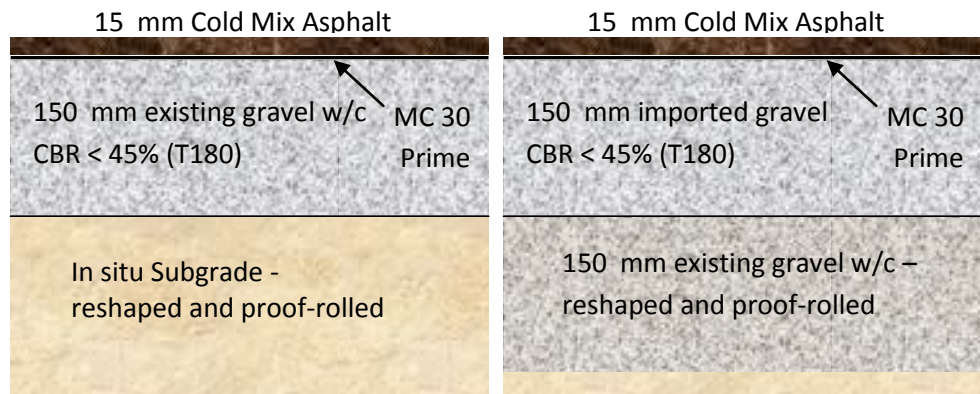 15 mm Cold Mix Asphalt
150 mm existing gravel w/c
CBR < 45% (T180)
MC 30
Prime
In situ Subgrade -
reshaped and proof-rolled
15 mm Cold Mix Asphalt
150 mm imported gravel
CBR < 45% (T180)
MC 30
Prime
150 mm existing gravel w/c –
reshaped and proof-rolled